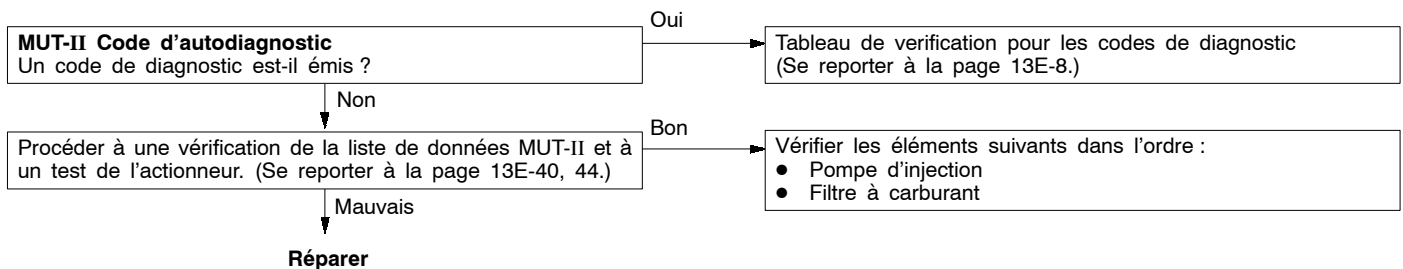 Oui
MUT-II Code d'autodiagnostic
Un code de diagnostic est-il émis ?
Tableau de verification pour les codes de diagnostic
(Se reporter à la page 13E-8.)
Non
Bon
Procéder à une vérification de la liste de données MUT-II et à
un test de l'actionneur. (Se reporter à la page 13E-40, 44.)
Vérifier les éléments suivants dans l'ordre :
● Pompe d'injection
● Filtre à carburant
Mauvais
Réparer